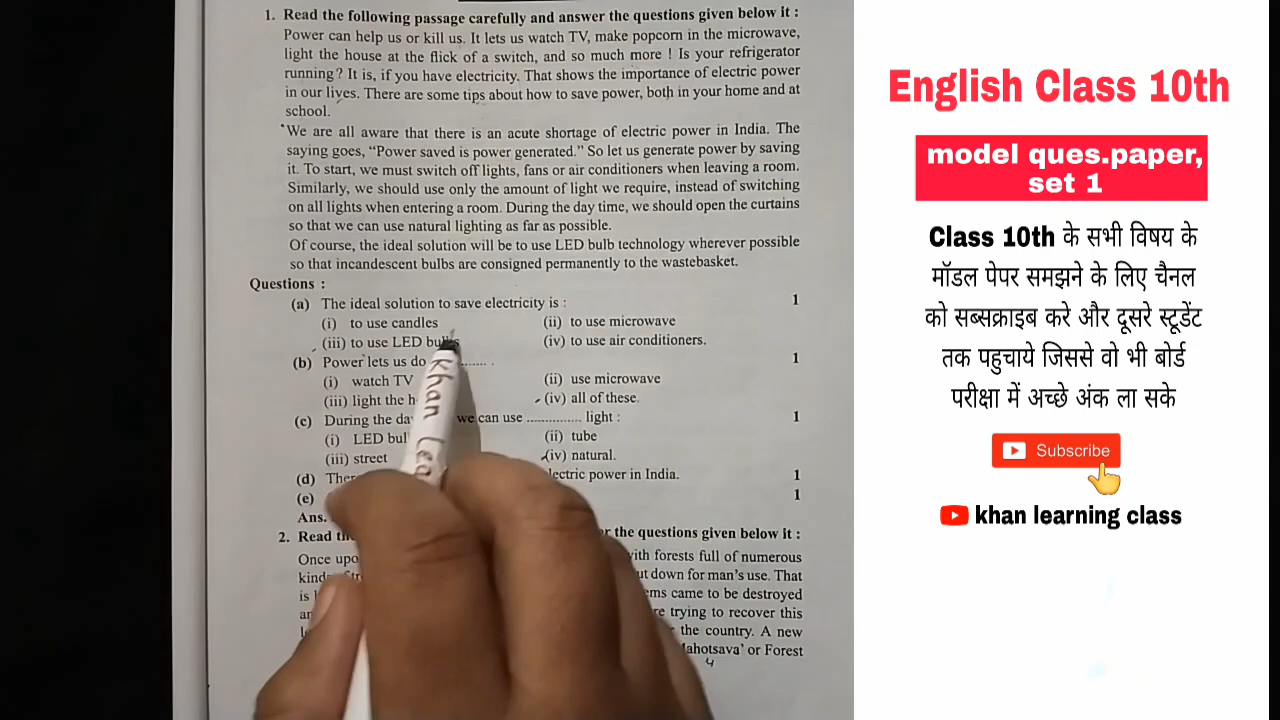 1. Read the following passage carefully and answer the questions given below it :
Power can help us or kill us. It lets us watch TV, make popcorn in the microwave,
light the house at the flick of a switch, and so much more ! Is your refrigerator
running? It is, if you have electricity. That shows the importance of electric power
in our lives. There are some tips about how to save power, both in your home and at
school.
We are all aware that there is an acute shortage of electric power in India. The
saying goes, “Power saved is power generated.” So let us generate power by saving
it. To start, we must switch off lights, fans or air conditioners when leaving a room.
Similarly, we should use only the amount of light we require, instead of switching
on all lights when entering a room. During the day time, we should open the curtains
so that we can use natural lighting as far as possible.
Of course, the ideal solution will be to use LED bulb technology wherever possible
so that incandescent bulbs are consigned permanently to the wastebasket.
Questions :
(a) The ideal solution to save electricity is : 1
(i) to use candles (ii) to use microwave
(iii) to use LED bulbs (iv) to use air conditioners.
(b) Power lets us do ......... . 1
(i) watch TV (ii) use microwave
(iii) light the (iv) all of these.
(c) During the we can use .............. light : 1
(i) LED (ii) tube
(iii) street (iv) natural.
(d) electric power in India. 1
(e) 1
Ans.
2. Read the questions given below it :
Once with forests full of numerous
down for man's use. That
is came to be destroyed
are trying to recover this
the country. A new
Mahotsava’ or Forest
4
khan
English Class 10th
model ques.paper,
set 1
Class 10th के सभी विषय के
मॉडल पेपर समझने के लिए चैनल
को सब्सक्राइब करे और दूसरे स्टूडेंट
तक पहुचाये जिससे वो भी बोर्ड
परीक्षा में अच्छे अंक ला सके
Subscribe
khan learning class